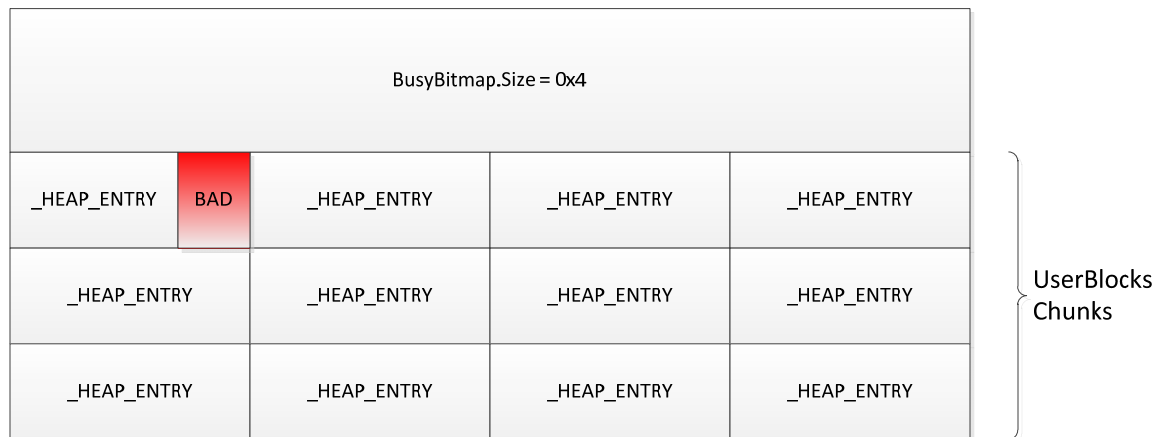 BusyBitmap.Size = 0x4
_HEAP_ENTRY BAD _HEAP_ENTRY _HEAP_ENTRY _HEAP_ENTRY
_HEAP_ENTRY _HEAP_ENTRY _HEAP_ENTRY _HEAP_ENTRY
_HEAP_ENTRY _HEAP_ENTRY _HEAP_ENTRY _HEAP_ENTRY
UserBlocks
Chunks